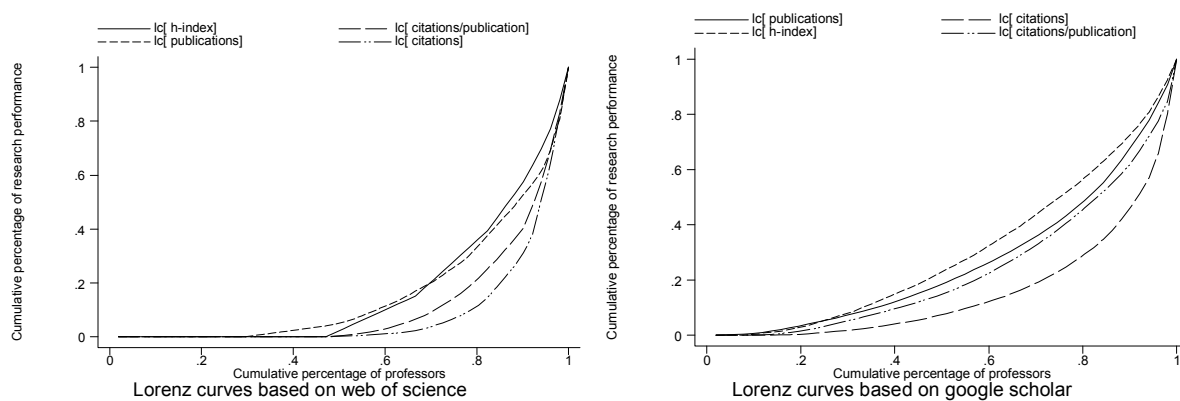 lc[ h-index] lc[ citations/publication]
lc[ publications] lc[ citations]
Cumulative percentage of research performance
1
.8
.6
.4
.2
0
0 .2 .4 .6 .8 1
Cumulative percentage of professors
Lorenz curves based on web of science
lc[ publications] lc[ citations]
lc[ h-index] lc[ citations/publication]
Cumulative percentage of research performance
1
.8
.6
.4
.2
0
0 .2 .4 .6 .8 1
Cumulative percentage of professors
Lorenz curves based on google scholar